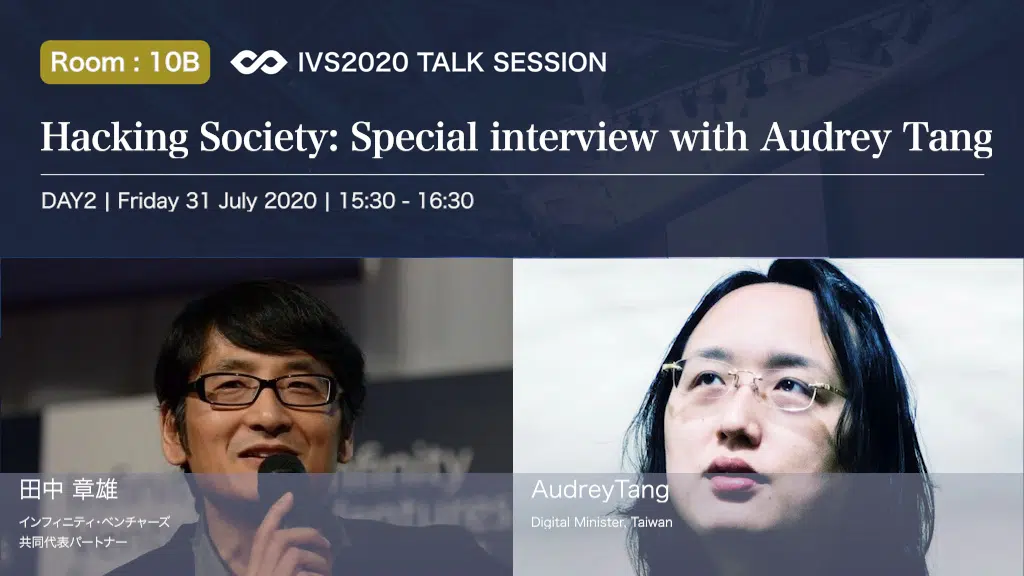 Room : 10B IVS2020 TALK SESSION
Hacking Society: Special interview with Audrey Tang
DAY2 | Friday 31 July 2020 | 15:30 - 16:30
田中 章雄
インフィニティ・ベンチャーズ
共同代表パートナー
AudreyTang
Digital Minister, Taiwan